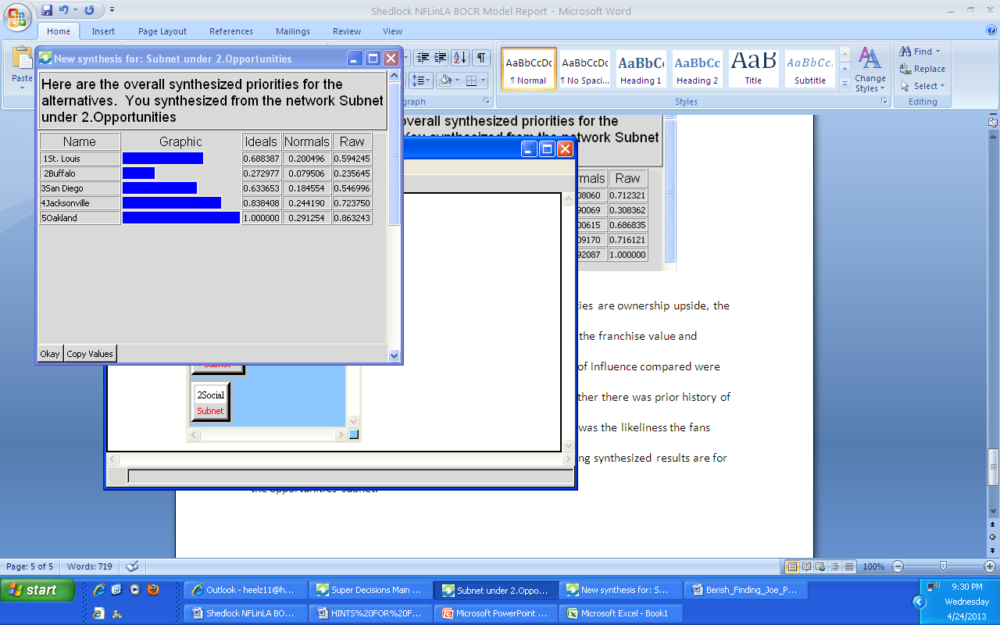 Shedlock NFLinLA BOCR Model Report - Microsoft Word
Home Insert Page Layout References Mailings Review View
Paste
New synthesis for: Subnet under 2.Opportunities
Here are the overall synthesized priorities for the
alternatives. You synthesized from the network Subnet
under 2.Opportunities
Name Graphic Ideals Normals Raw
1St. Louis 0.688387 0.200496 0.594245
2Buffalo 0.272977 0.079506 0.235645
3San Diego 0.633653 0.184554 0.546996
4Jacksonville 0.838408 0.244190 0.723750
5Oakland 1.000000 0.291254 0.863243
Okay Copy Values
AaBbCcDc AaBbCcDc AaBbCc AaBbCc AaB AaBbCc.
¶ Normal ¶ No Spaci... Heading 1 Heading 2 Title Subtitle
Change
Styles
Find
Replace
Select
graph Styles Editing
overall synthesized priorities for the
You synthesized from the network Subnet
mals Raw
08060 0.712321
90069 0.308362
00615 0.686835
09170 0.716121
92087 1.000000
ties are ownership upside, the
the franchise value and
of influence compared were
ther there was prior history of
was the likeliness the fans
ng synthesized results are for
the opportunities subnet.
Subnet
2Social
Subnet
Page: 5 of 5 Words: 719 100%
start
Outlook - heelz11@h... Super Decisions Main ... Subnet under 2.Oppo... New synthesis for: S... Berish_Finding_Joe_P...
Shedlock NFLinLA BO... HINTS%20FOR%20F... Microsoft PowerPoint ... Microsoft Excel - Book1
9:30 PM
Wednesday
4/24/2013